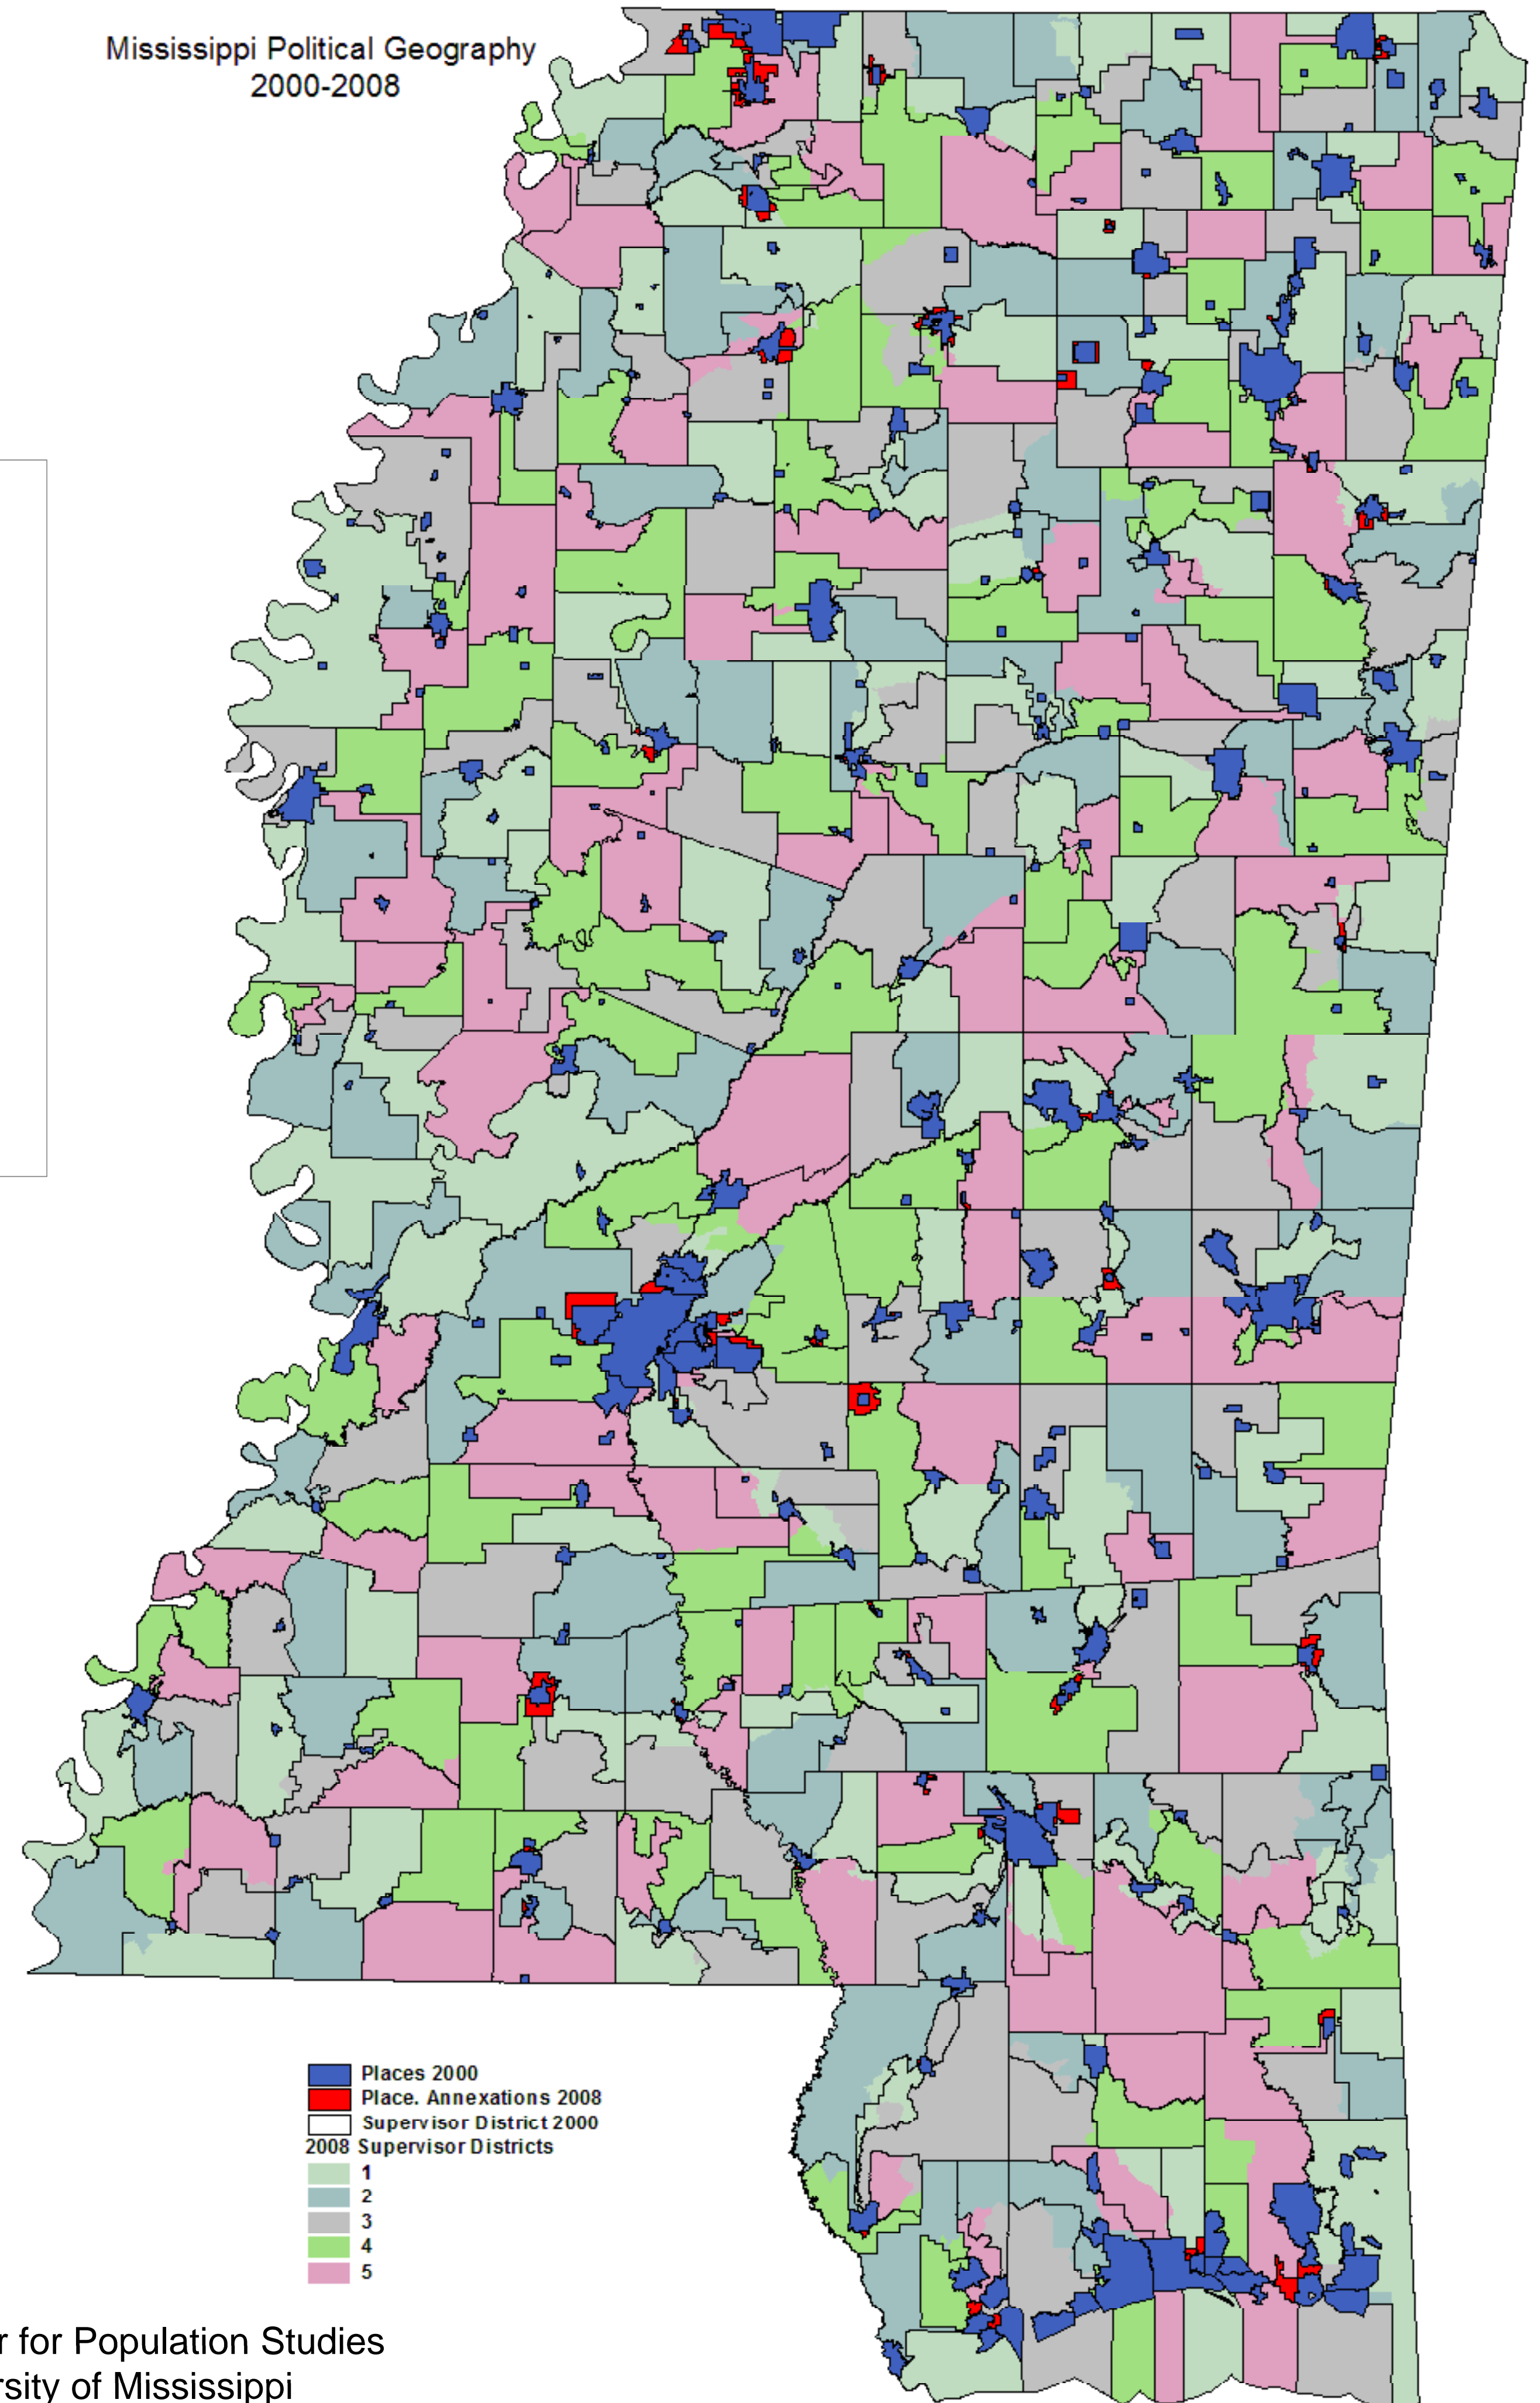 Mississippi Political Geography
2000-2008
Places 2000
Place. Annexations 2008
Supervisor District 2000
2008 Supervisor Districts
1
2
3
4
5
r for Population Studies
rsity of Mississippi